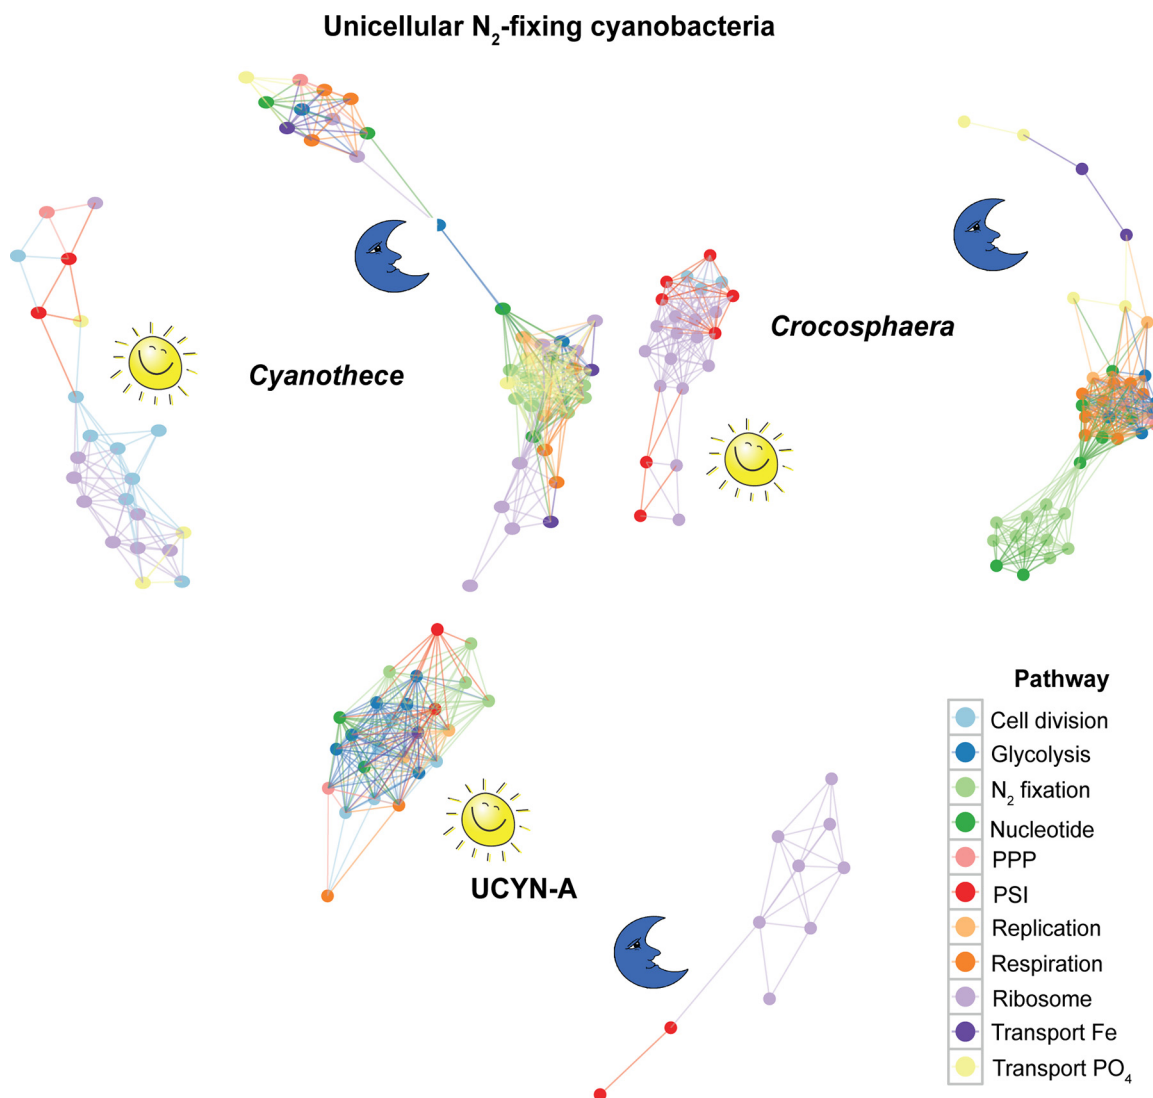 Unicellular N₂-fixing cyanobacteria
Crocosphaera
Cyanothece
UCYN-A
Pathway
Cell division
Glycolysis
N₂ fixation
Nucleotide
PPP
PSI
Replication
Respiration
Ribosome
Transport Fe
Transport PO₄